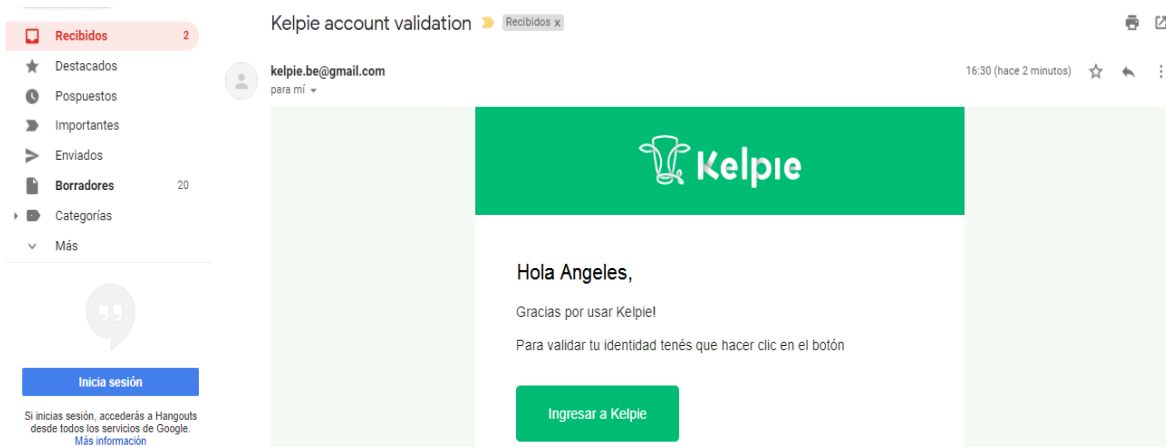 Recibidos 2
Destacados
Pospuestos
Importantes
Enviados
Borradores 20
Categorías
Más
Inicia sesión
Si inicias sesión, accederás a Hangouts
desde todos los servicios de Google.
Más información
Kelpie account validation Recibidos x
kelpie.be@gmail.com 16:30 (hace 2 minutos)
para mí
Kelpie
Hola Angeles,
Gracias por usar Kelpie!
Para validar tu identidad tenés que hacer clic en el botón
Ingresar a Kelpie